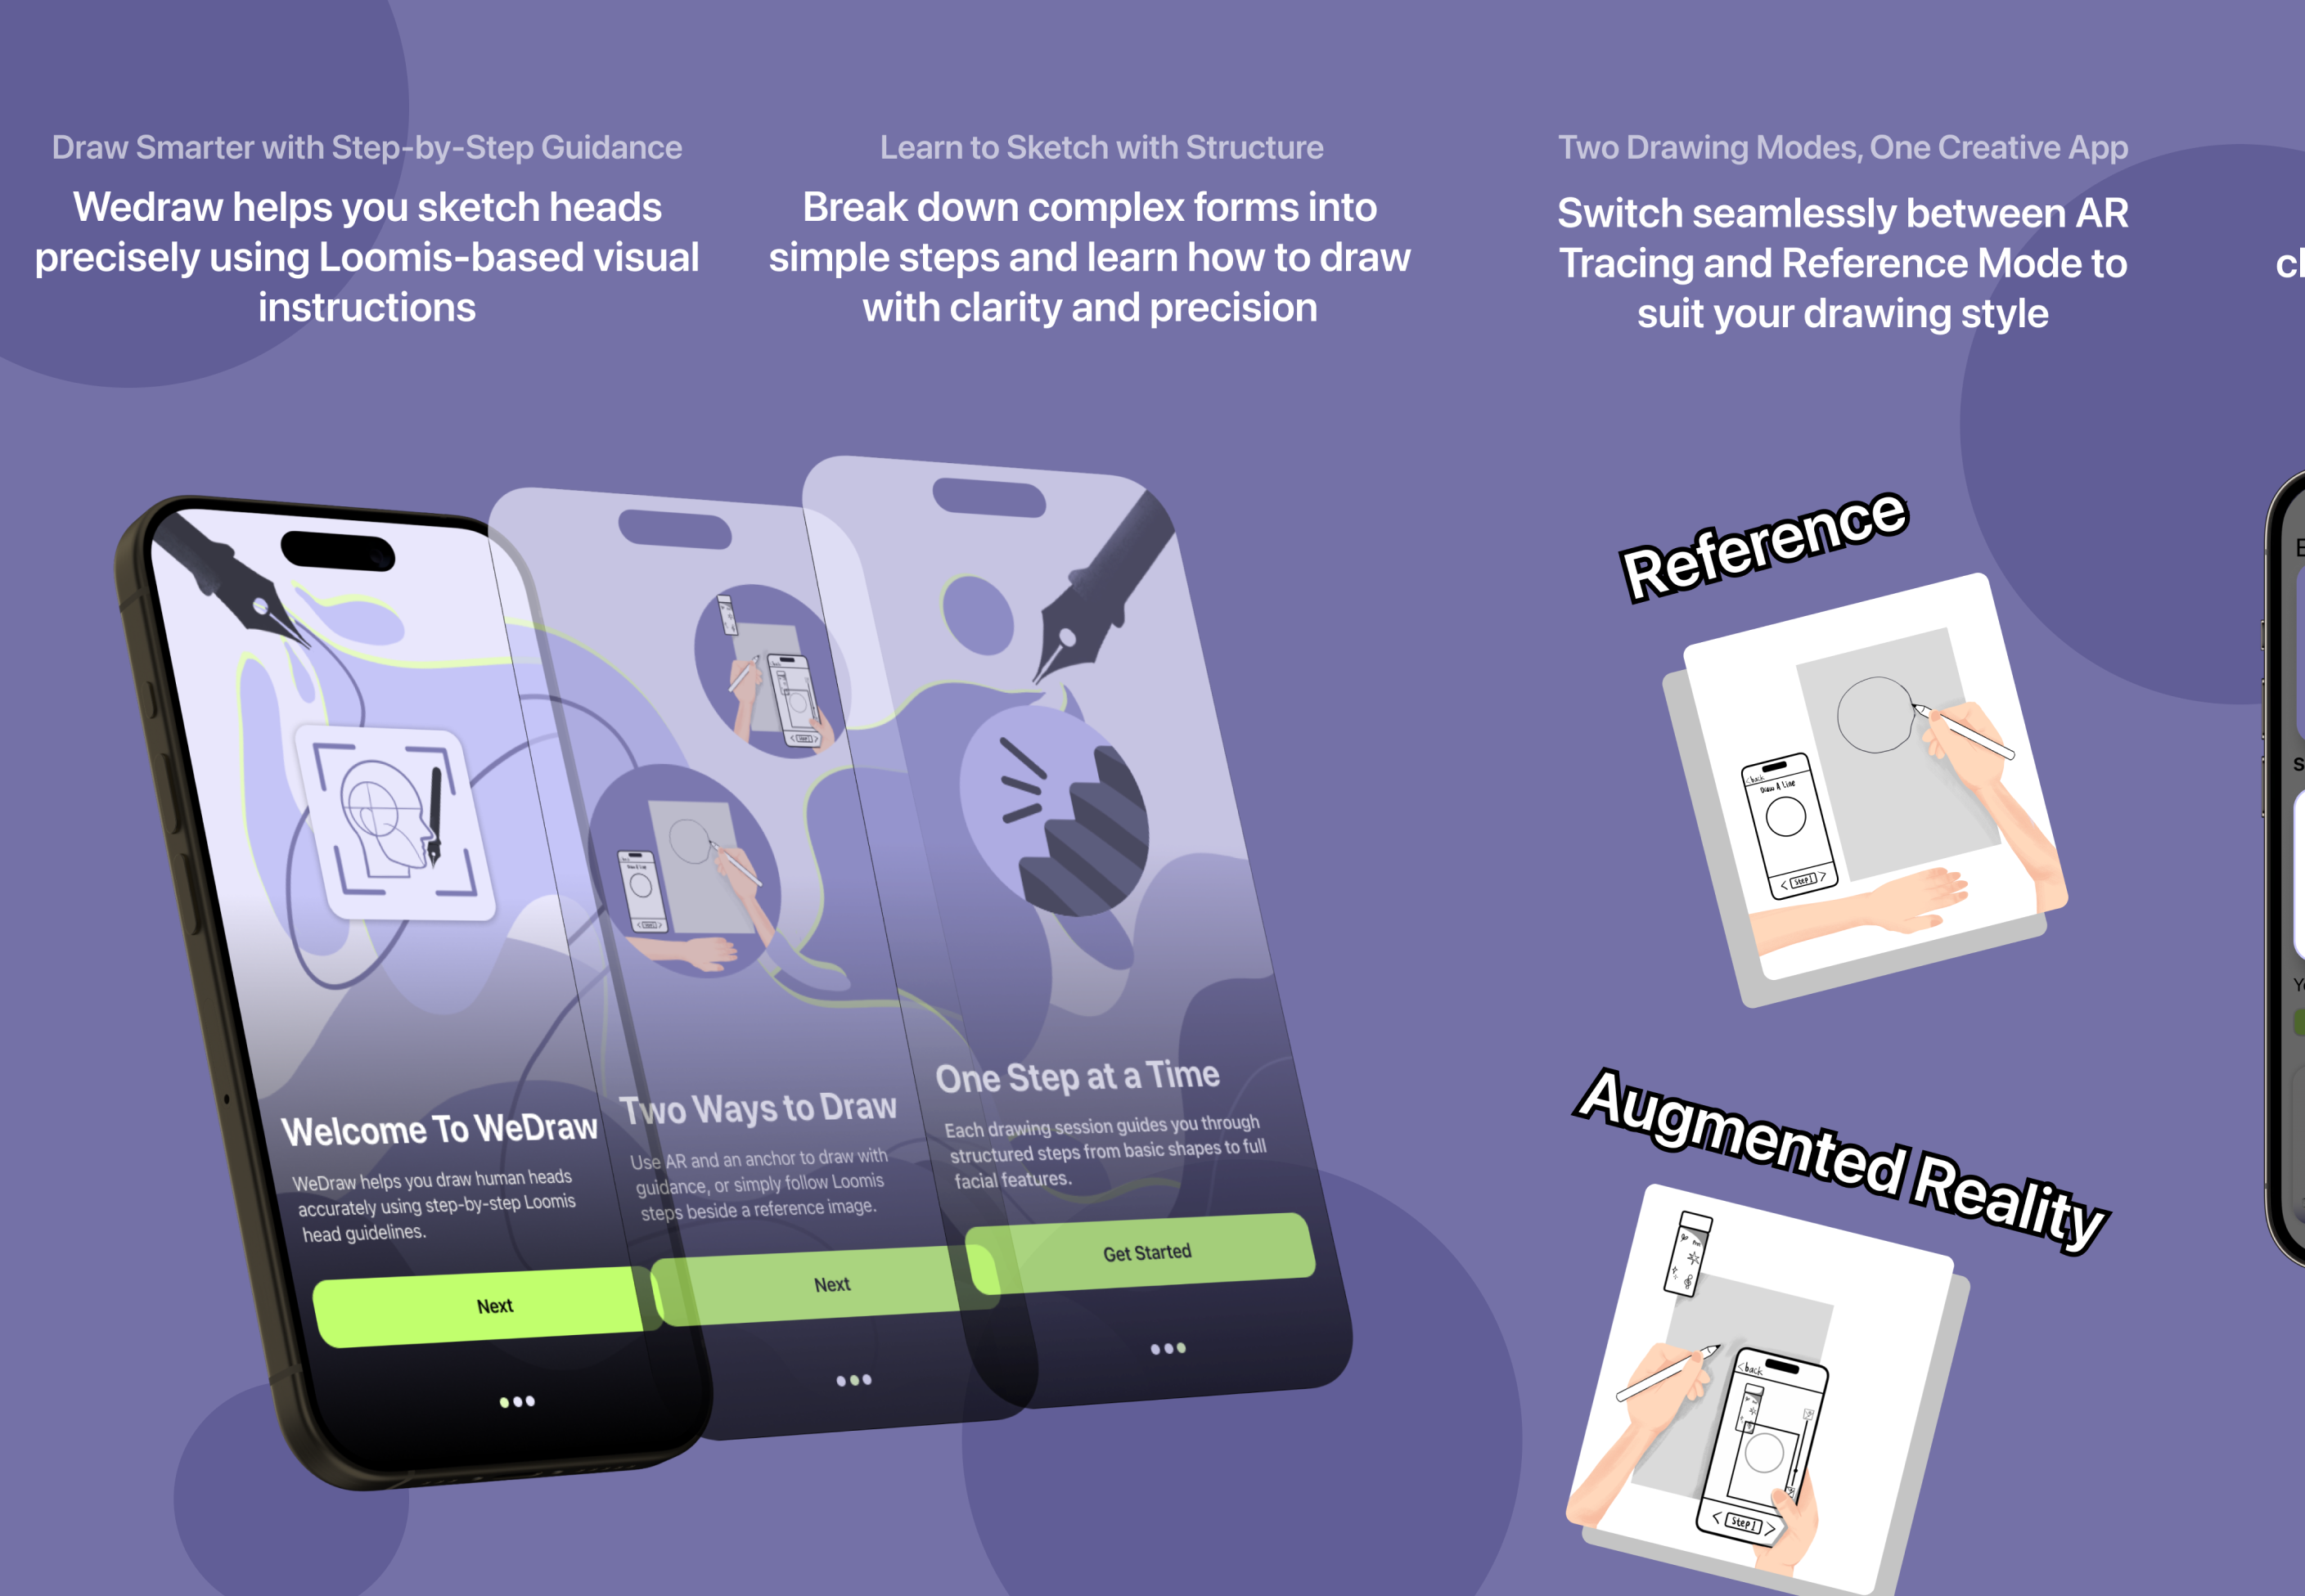 Draw Smarter with Step-by-Step Guidance
Wedraw helps you sketch heads
precisely using Loomis-based visual
instructions
Learn to Sketch with Structure
Break down complex forms into
simple steps and learn how to draw
with clarity and precision
Two Drawing Modes, One Creative App
Switch seamlessly between AR
Tracing and Reference Mode to
suit your drawing style
Welcome To WeDraw
WeDraw helps you draw human heads
accurately using step-by-step Loomis
head guidelines.
Next
Two Ways to Draw
Use AR and an anchor to draw with
guidance, or simply follow Loomis
steps beside a reference image.
Next
One Step at a Time
Each drawing session guides you through
structured steps from basic shapes to full
facial features.
Get Started
Reference
<back
Draw A Line
< Step 1 >
Augmented Reality
<back
< Step 1 >